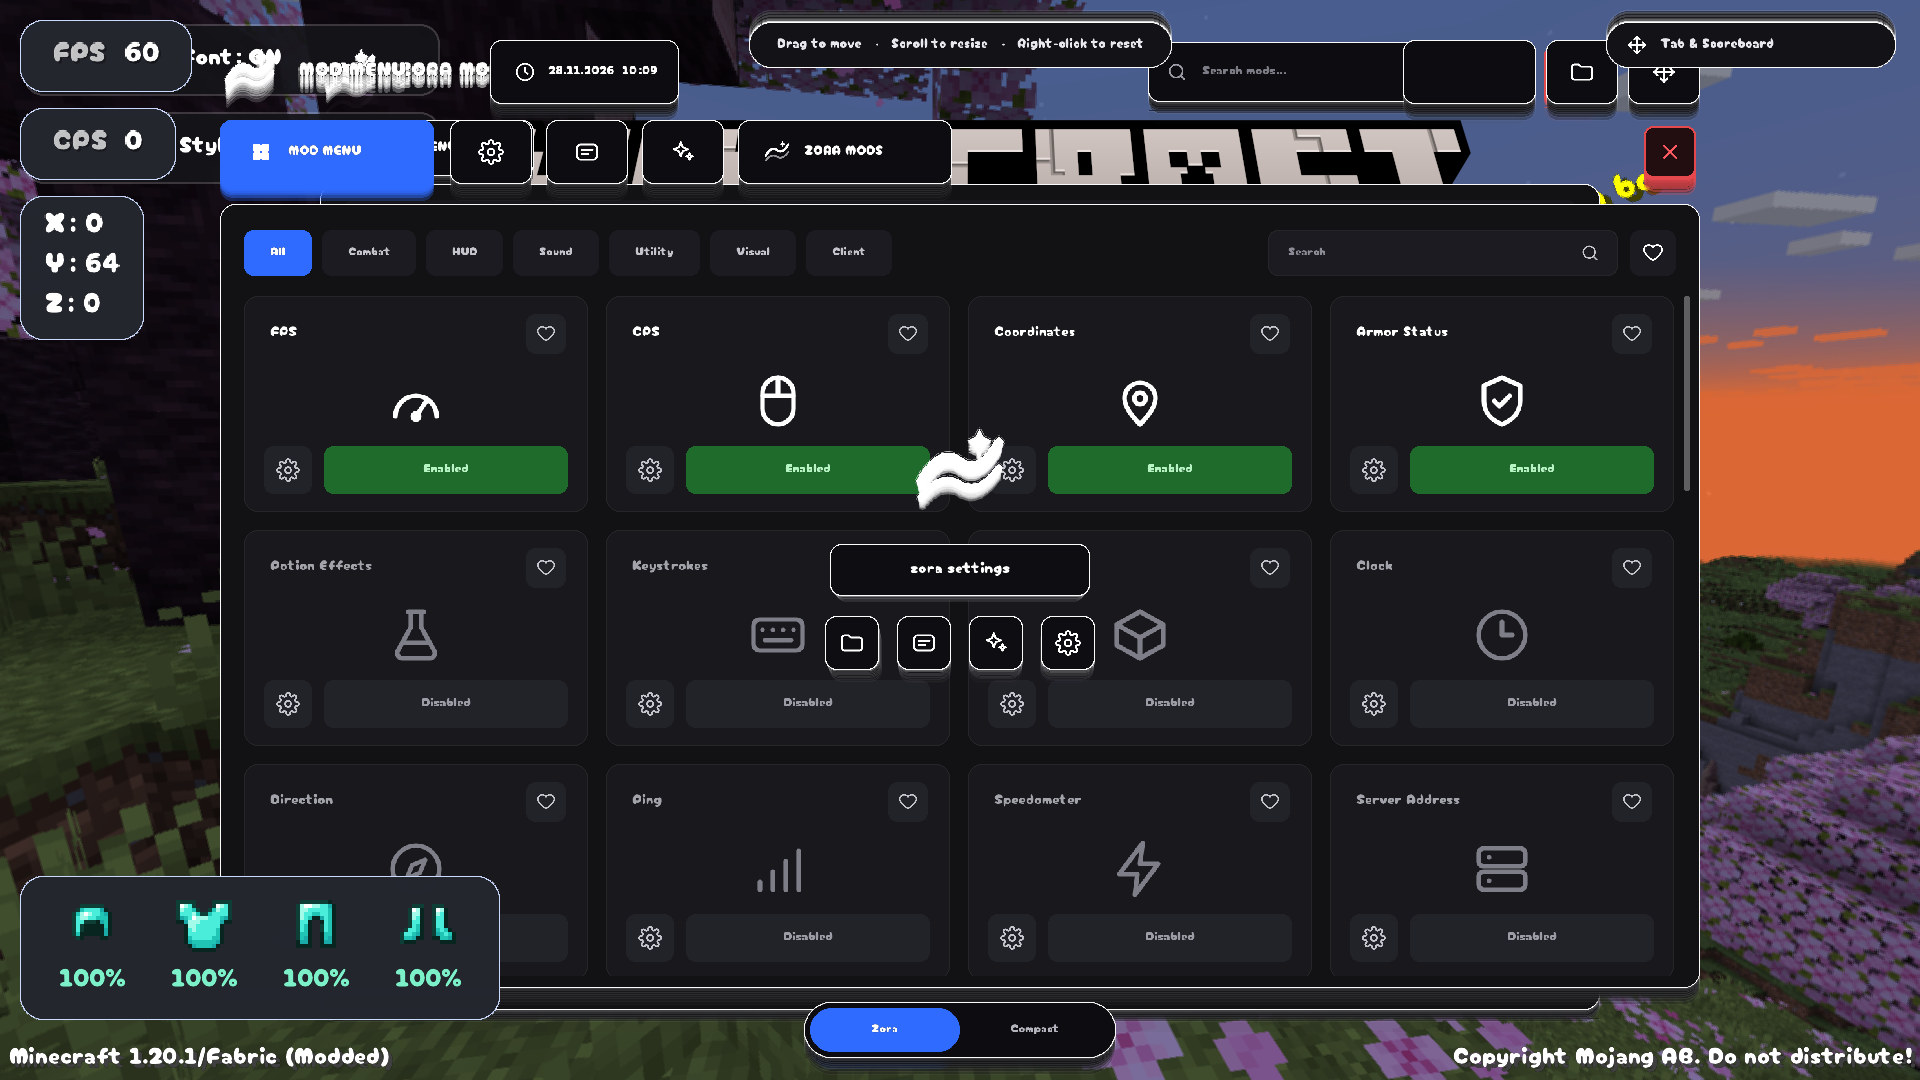 FPS 60
Font: ON
28.11.2026 10:09
Drag to move · Scroll to resize · Right-click to reset
Search mods...
Tab & Scoreboard
CPS 0
MOD MENU
ZORA MODS
X: 0
Y: 64
Z: 0
All
Combat
HUD
Sound
Utility
Visual
Client
Search
FPS
CPS
Coordinates
Armor Status
Enabled
Enabled
Enabled
Enabled
Potion Effects
Keystrokes
Clock
zora settings
Disabled
Disabled
Disabled
Disabled
Direction
Ping
Speedometer
Server Address
Disabled
Disabled
Disabled
100%
100%
100%
100%
Zora
Compact
Minecraft 1.20.1/Fabric (Modded)
Copyright Mojang AB. Do not distribute!